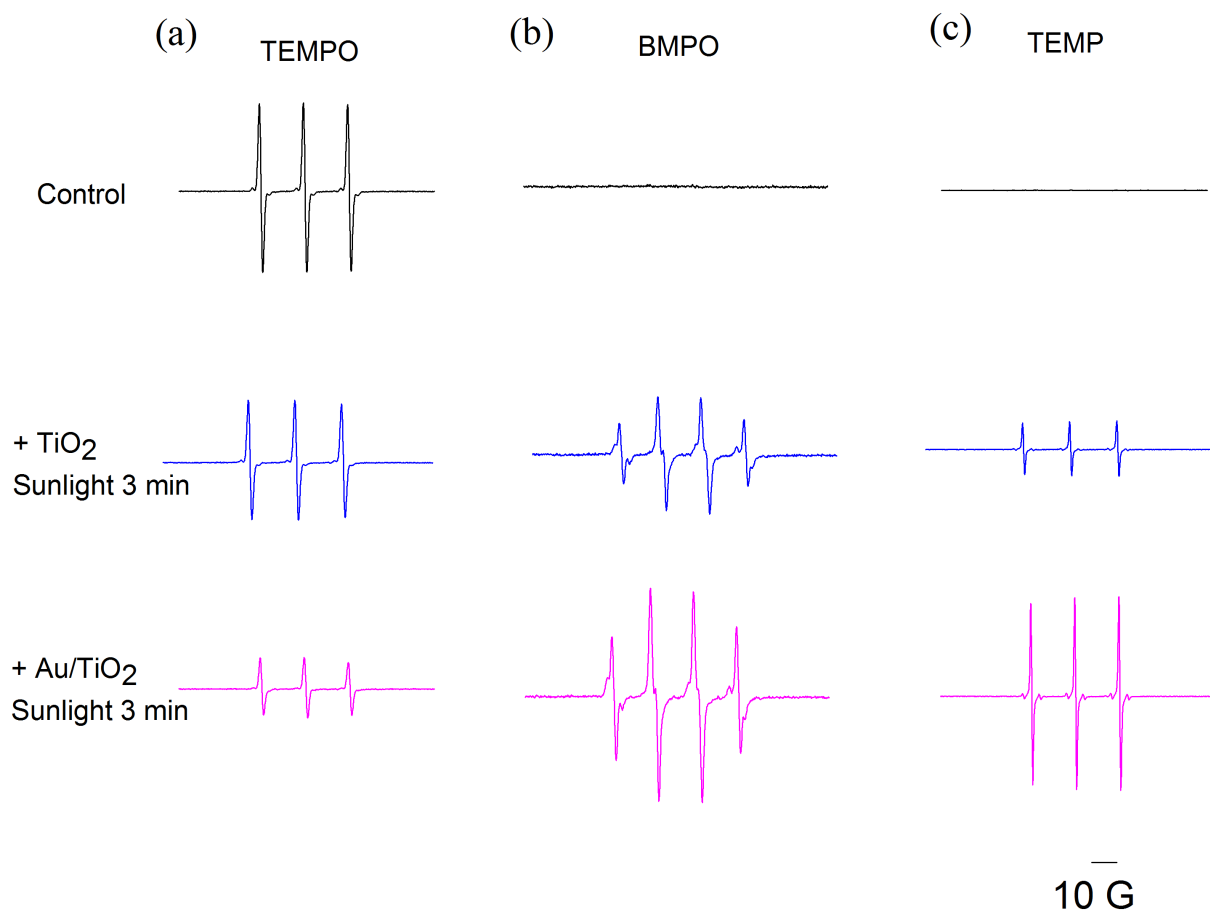 (a)
TEMPO
(b)
BMPO
(c)
TEMP
Control
+ TiO2
Sunlight 3 min
+ Au/TiO2
Sunlight 3 min
10 G